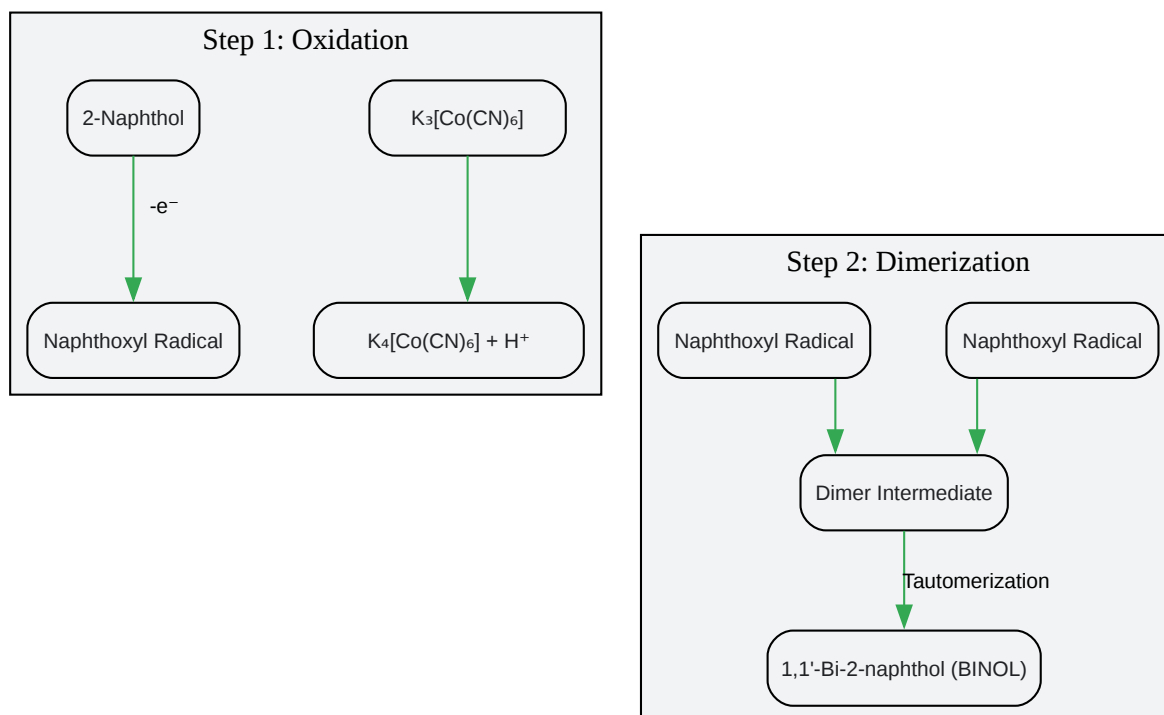 Step 1: Oxidation
2-Naphthol
K₃[Co(CN)₆]
-e⁻
Naphthoxyl Radical
K₄[Co(CN)₆] + H⁺
Step 2: Dimerization
Naphthoxyl Radical
Naphthoxyl Radical
Dimer Intermediate
Tautomerization
1,1'-Bi-2-naphthol (BINOL)